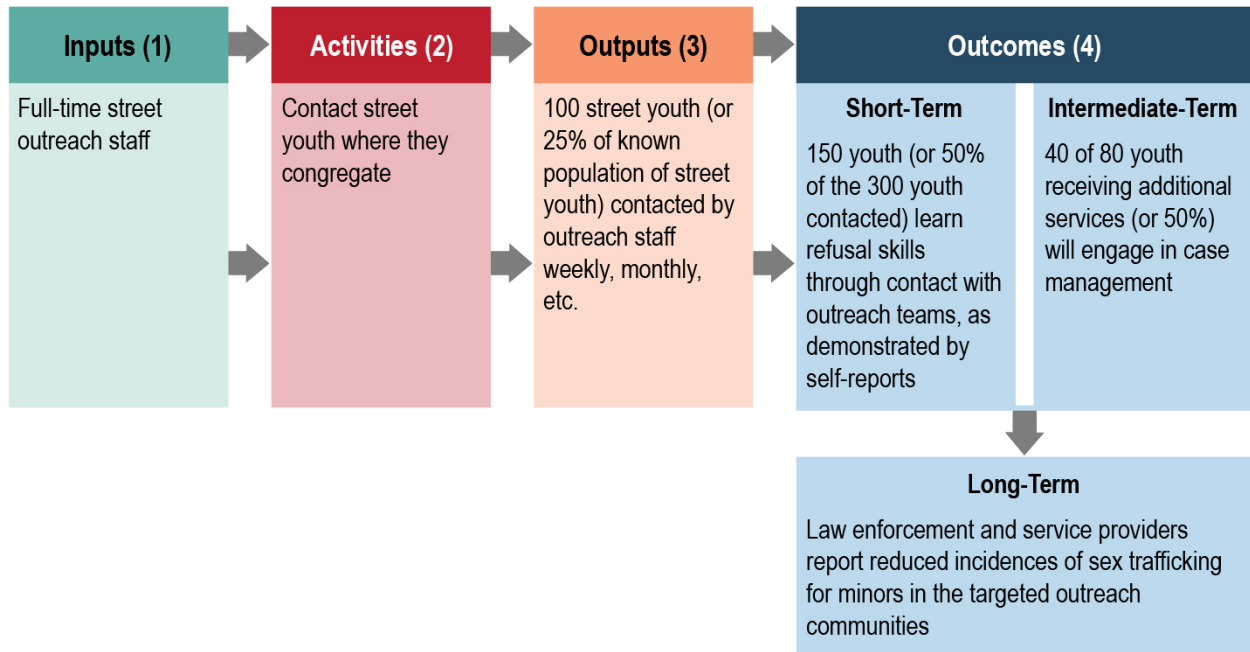 Inputs (1)
Full-time street
outreach staff
Activities (2)
Contact street
youth where they
congregate
Outputs (3)
100 street youth (or
25% of known
population of street
youth) contacted by
outreach staff
weekly, monthly,
etc.
Outcomes (4)
Short-Term
150 youth (or 50%
of the 300 youth
contacted) learn
refusal skills
through contact with
outreach teams, as
demonstrated by
self-reports
Intermediate-Term
40 of 80 youth
receiving additional
services (or 50%)
will engage in case
management
Long-Term
Law enforcement and service providers
report reduced incidences of sex trafficking
for minors in the targeted outreach
communities